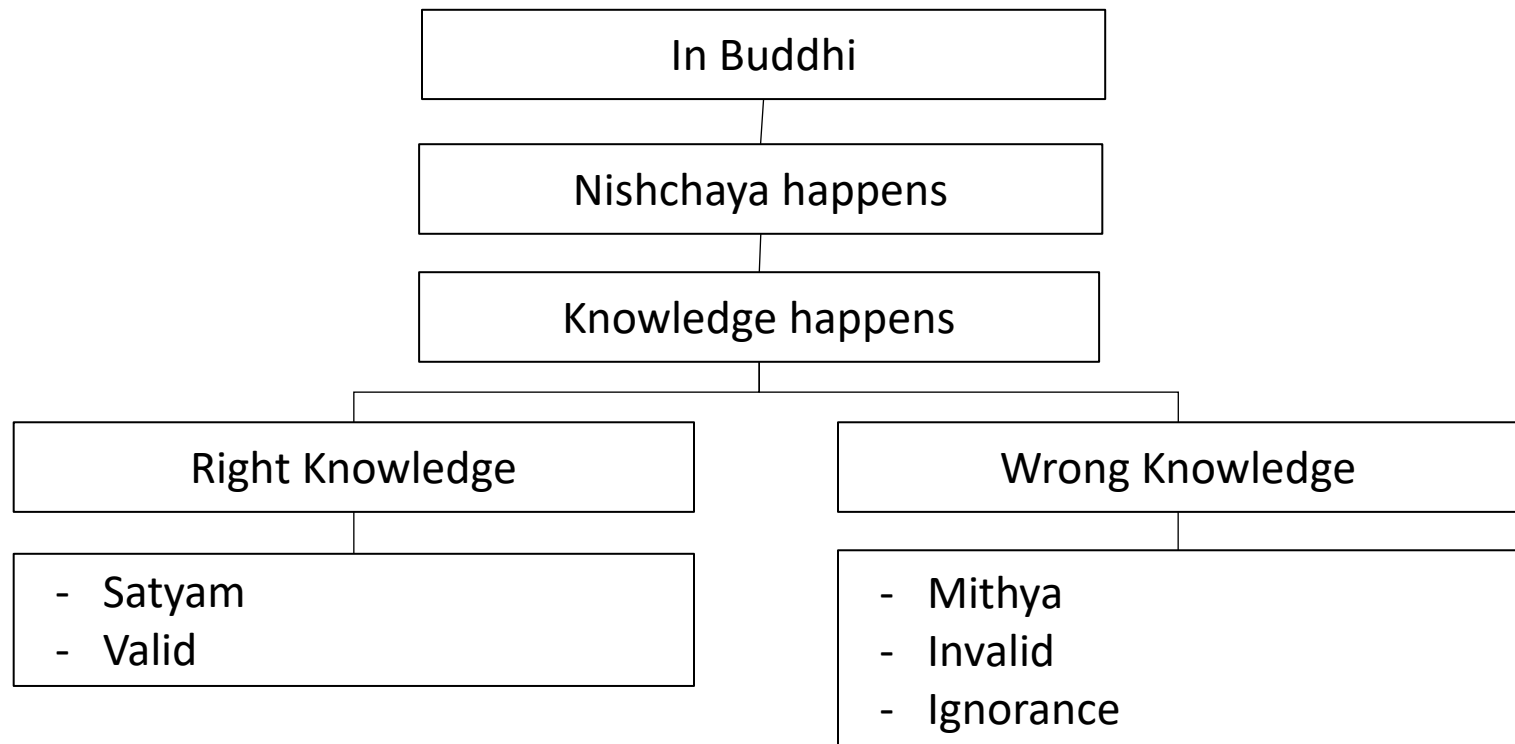 In Buddhi
Nishchaya happens
Knowledge happens
Right Knowledge
Wrong Knowledge
- Satyam
- Valid
- Mithya
- Invalid
- Ignorance